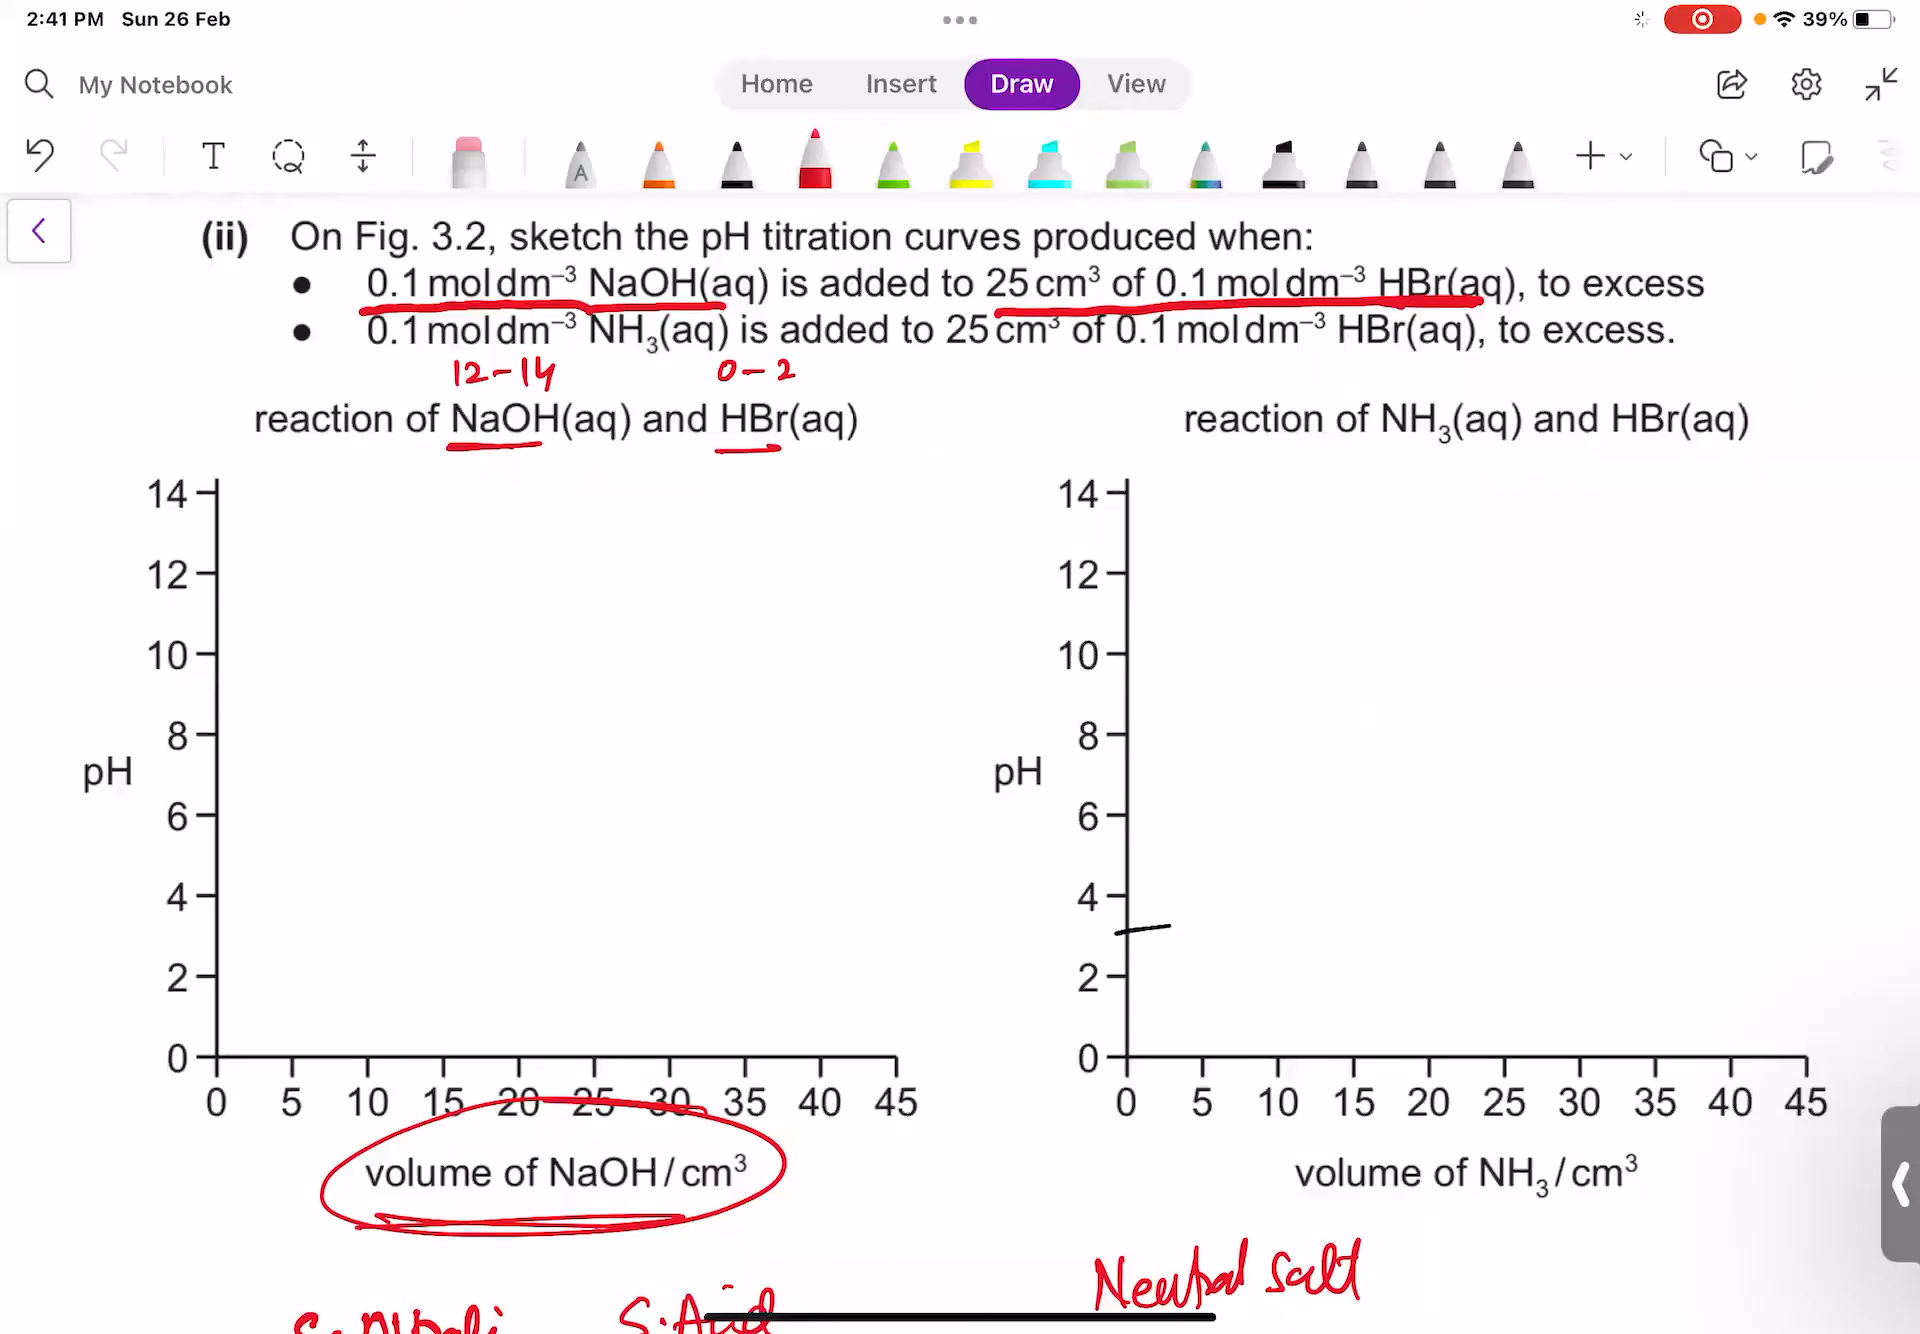 2:41 PM Sun 26 Feb
39%
My Notebook
Home Insert Draw View
T
A
(ii) On Fig. 3.2, sketch the pH titration curves produced when:
● 0.1 mol dm⁻³ NaOH(aq) is added to 25 cm³ of 0.1 mol dm⁻³ HBr(aq), to excess
● 0.1 mol dm⁻³ NH₃(aq) is added to 25 cm³ of 0.1 mol dm⁻³ HBr(aq), to excess.
12-14 0-2
reaction of NaOH(aq) and HBr(aq)
14
12
10
8
pH
6
4
2
0
0 5 10 15 20 25 30 35 40 45
volume of NaOH / cm³
reaction of NH₃(aq) and HBr(aq)
14
12
10
8
pH
6
4
2
0
0 5 10 15 20 25 30 35 40 45
volume of NH₃ / cm³
Neutral salt
S. Acid